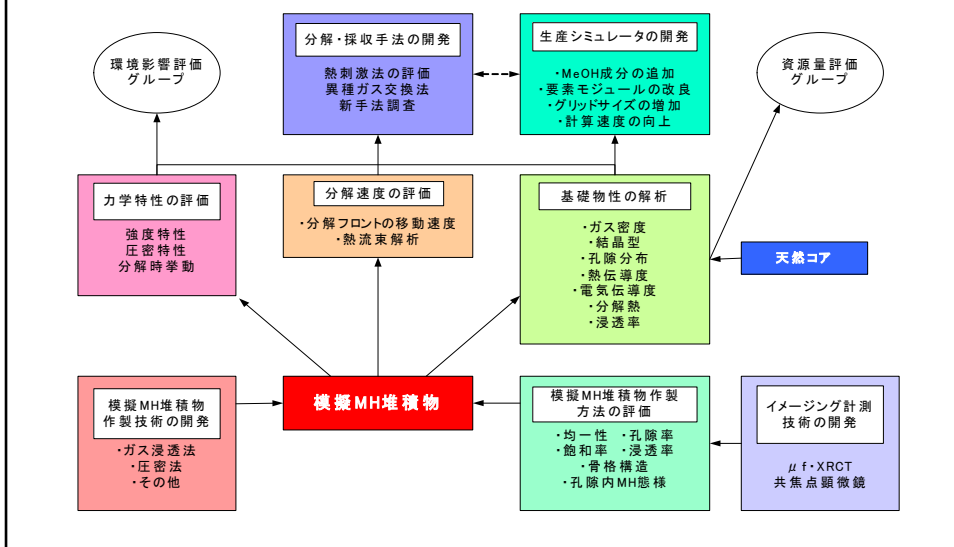 環境影響評価
グループ
分解・採収手法の開発
熱刺激法の評価
異種ガス交換法
新手法調査
生産シミュレータの開発
・MeOH成分の追加
・要素モジュールの改良
・グリッドサイズの増加
・計算速度の向上
資源量評価
グループ
力学特性の評価
強度特性
圧密特性
分解時挙動
分解速度の評価
・分解フロントの移動速度
・熱流束解析
基礎物性の解析
・ガス密度
・結晶型
・孔隙分布
・熱伝導度
・電気伝導度
・分解熱
・浸透率
天然コア
模擬MH堆積物
作製技術の開発
・ガス浸透法
・圧密法
・その他
模擬MH堆積物
模擬MH堆積物作製
方法の評価
・均一性 ・孔隙率
・飽和率 ・浸透率
・骨格構造
・孔隙内MH態様
イメージング計測
技術の開発
μf・XRCT
共焦点顕微鏡